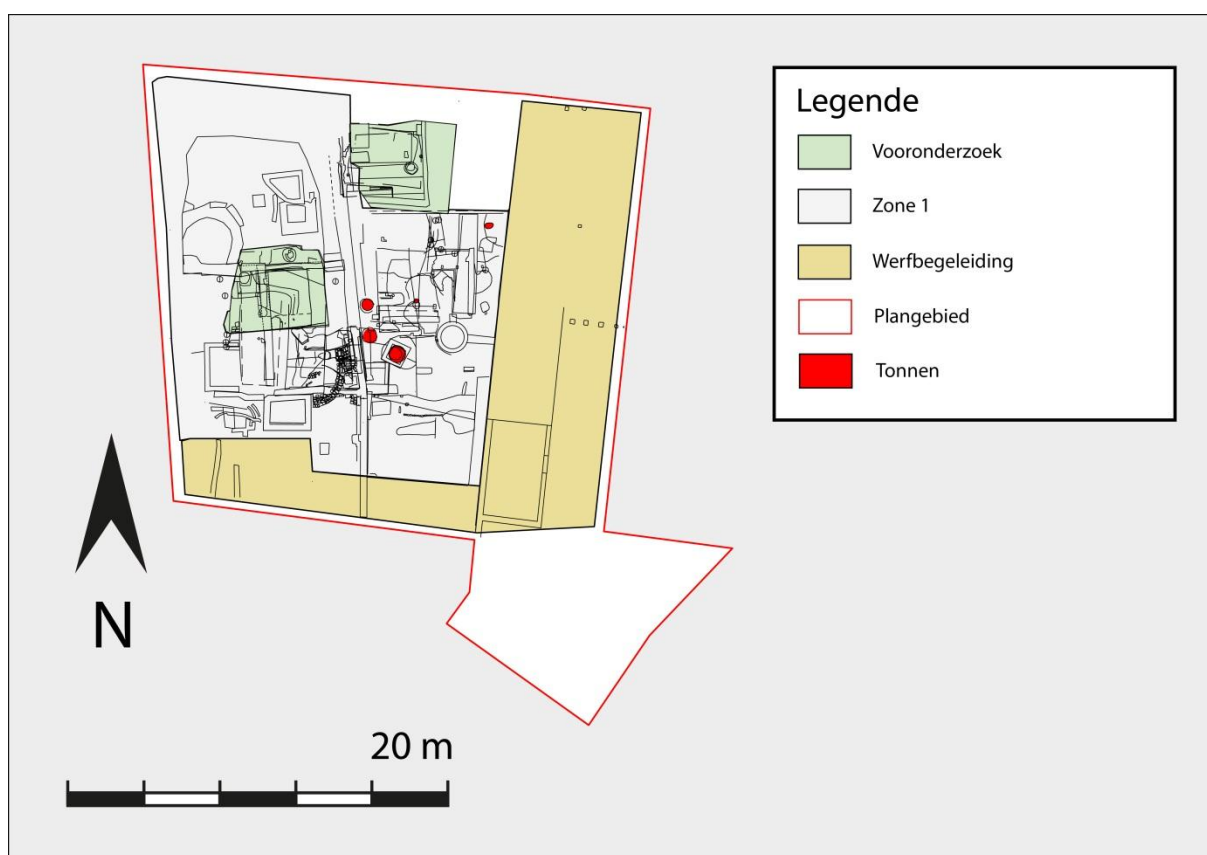 Legende
Vooronderzoek
Zone 1
Werfbegeleiding
Plangebied
Tonnen
N
20 m